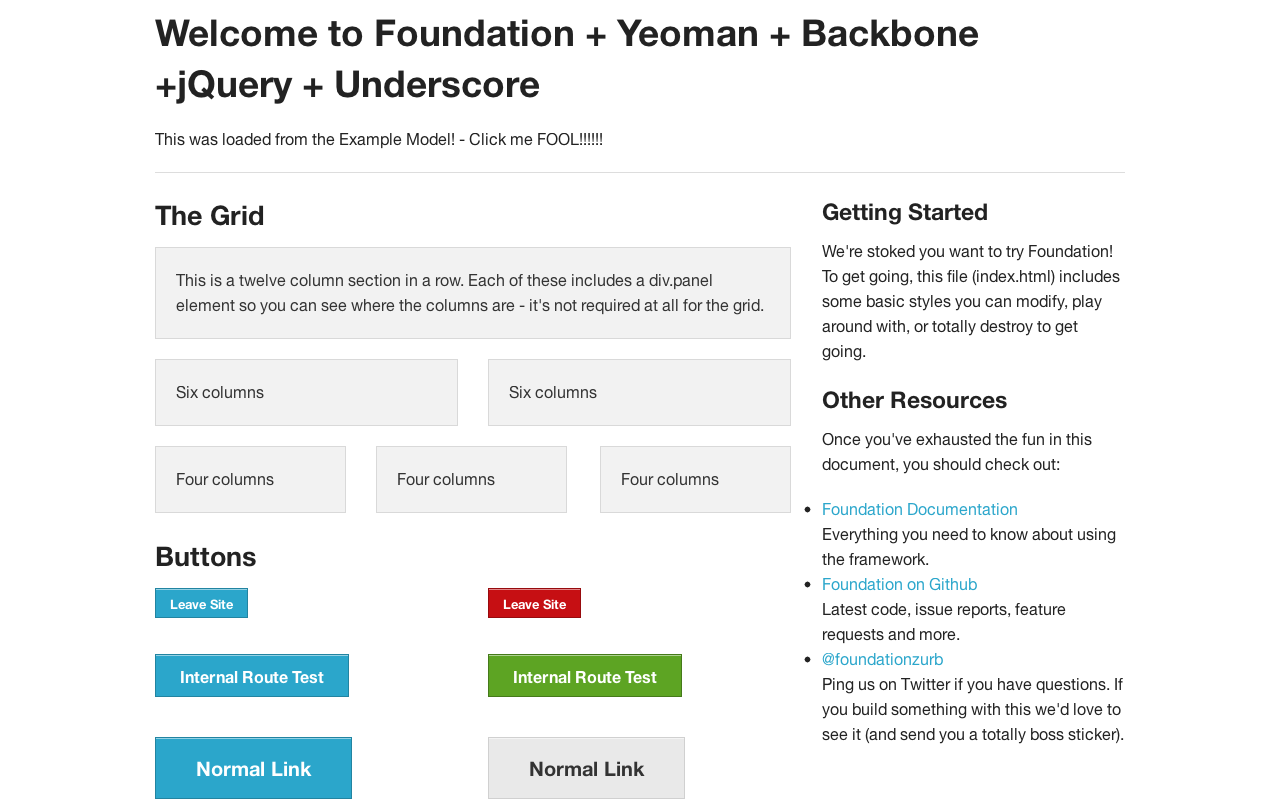 Welcome to Foundation + Yeoman + Backbone
+jQuery + Underscore
This was loaded from the Example Model! - Click me FOOL!!!!!!
The Grid
This is a twelve column section in a row. Each of these includes a div.panel
element so you can see where the columns are - it's not required at all for the grid.
Six columns
Six columns
Four columns
Four columns
Four columns
Buttons
Leave Site
Leave Site
Internal Route Test
Internal Route Test
Normal Link
Normal Link
Getting Started
We're stoked you want to try Foundation!
To get going, this file (index.html) includes
some basic styles you can modify, play
around with, or totally destroy to get
going.
Other Resources
Once you've exhausted the fun in this
document, you should check out:
• Foundation Documentation
Everything you need to know about using
the framework.
• Foundation on Github
Latest code, issue reports, feature
requests and more.
• @foundationzurb
Ping us on Twitter if you have questions. If
you build something with this we'd love to
see it (and send you a totally boss sticker).